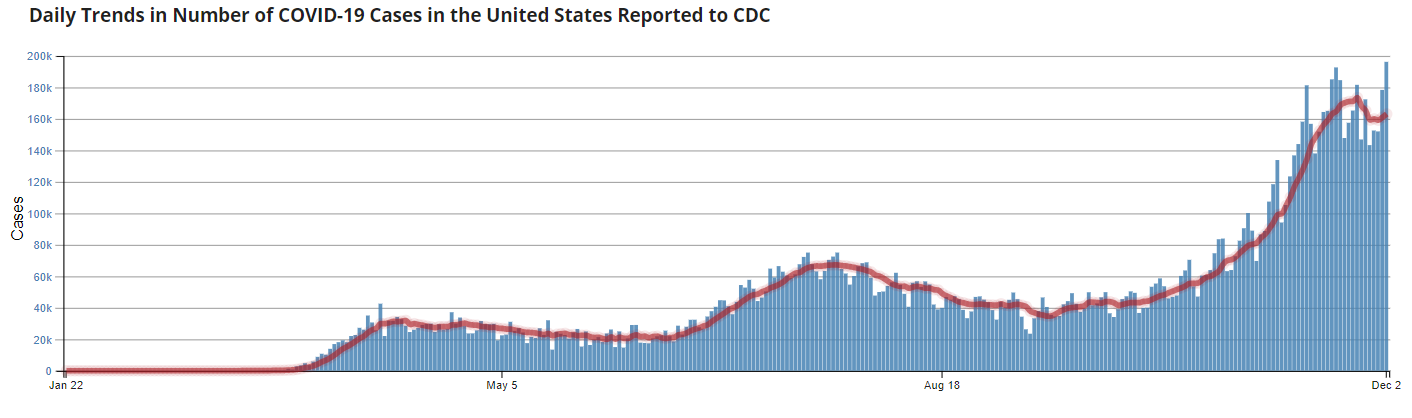 Daily Trends in Number of COVID-19 Cases in the United States Reported to CDC
200k
180k
160k
140k
120k
100k
80k
60k
40k
20k
0
Cases
Jan 22
May 5
Aug 18
Dec 2